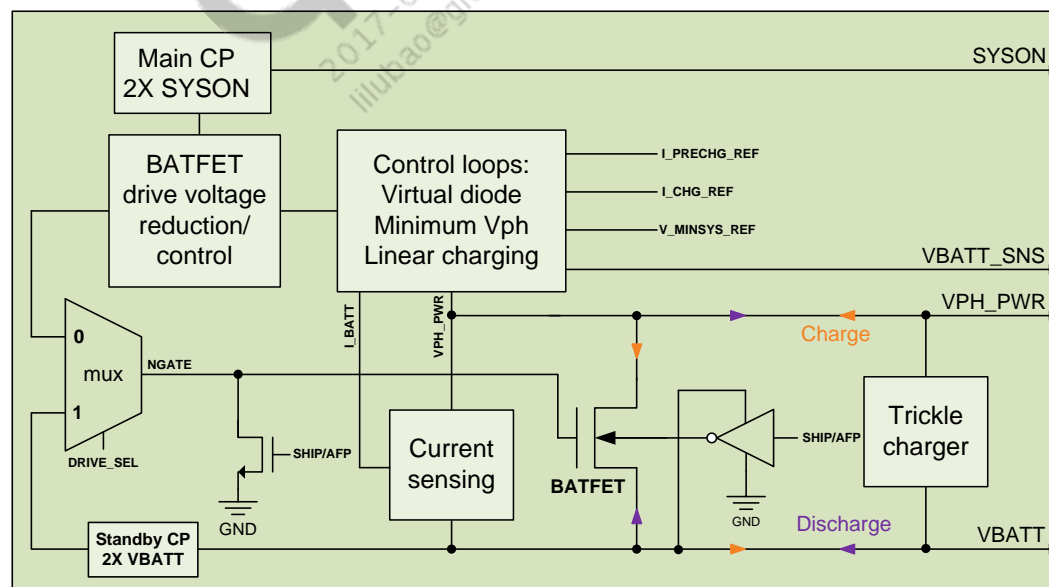 Main CP
2X SYSON
SYSON
BATFET
drive voltage
reduction/
control
Control loops:
Virtual diode
Minimum Vph
Linear charging
I_PRECHG_REF
I_CHG_REF
V_MINSYS_REF
VBATT_SNS
VPH_PWR
I_BATT
VPH_PWR
Charge
0
mux
1
NGATE
DRIVE_SEL
SHIP/AFP
GND
Current
sensing
BATFET
SHIP/AFP
GND
Trickle
charger
Standby CP
2X VBATT
Discharge
VBATT